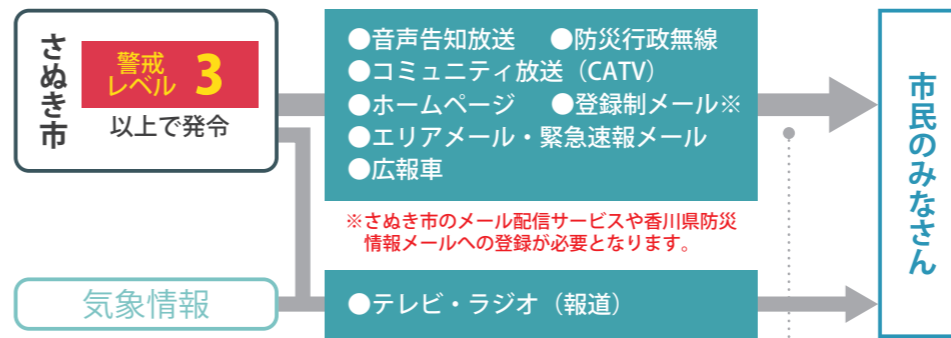 さぬき市
警戒
レベル 3
以上で発令
●音声告知放送 ●防災行政無線
●コミュニティ放送（CATV）
●ホームページ ●登録制メール※
●エリアメール・緊急速報メール
●広報車
※さぬき市のメール配信サービスや香川県防災
情報メールへの登録が必要となります。
気象情報
●テレビ・ラジオ（報道）
市民のみなさん